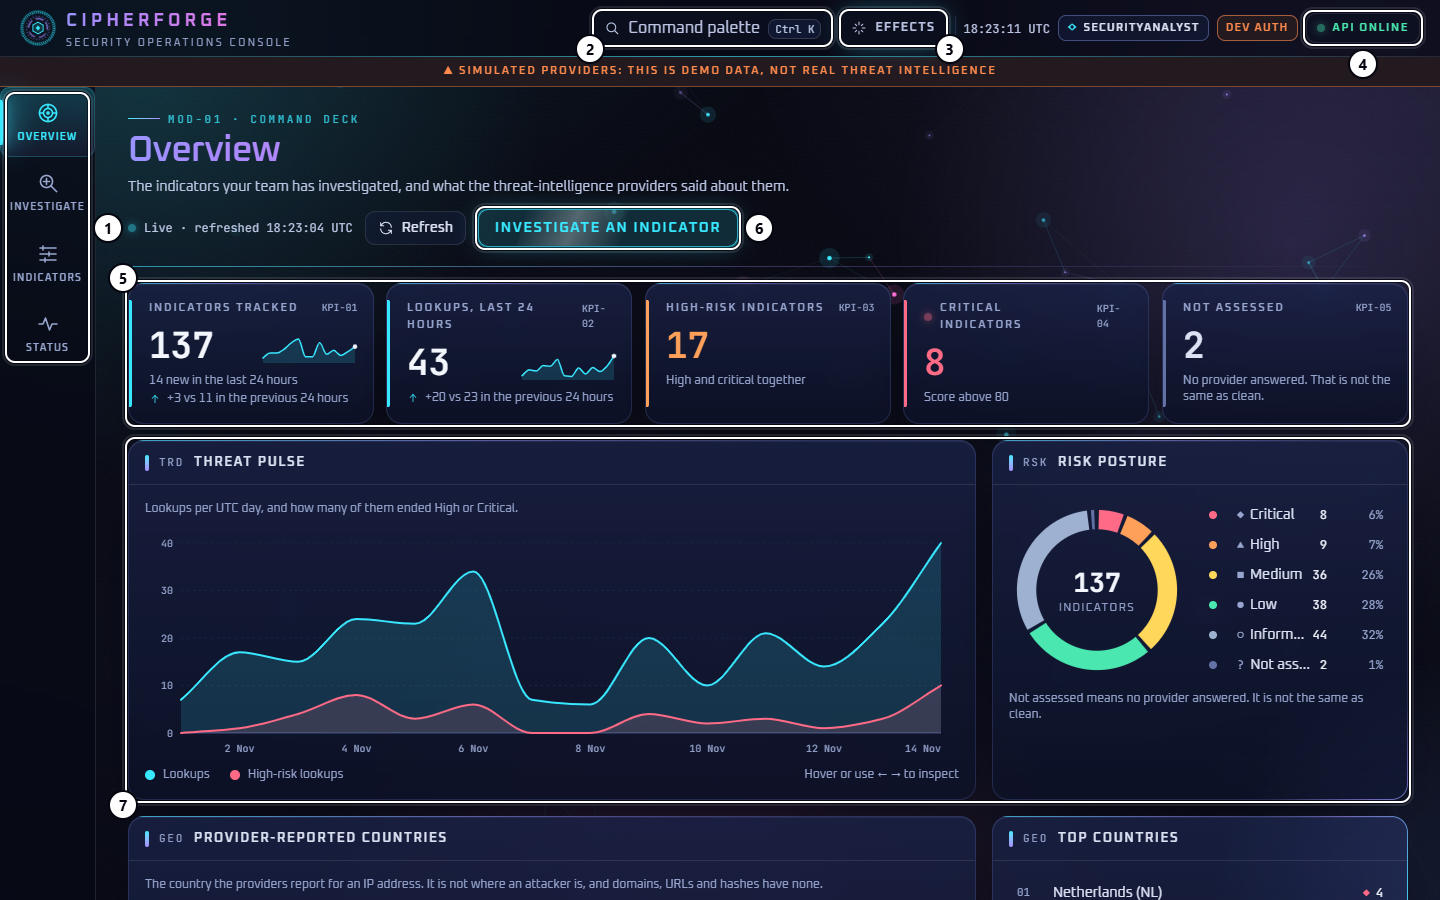 CIPHERFORGE
SECURITY OPERATIONS CONSOLE
Command palette Ctrl K
EFFECTS
18:23:11 UTC
SECURITYANALYST
DEV AUTH
API ONLINE
2
3
4
▲ SIMULATED PROVIDERS: THIS IS DEMO DATA, NOT REAL THREAT INTELLIGENCE
OVERVIEW
INVESTIGATE
INDICATORS
STATUS
1
MOD-01 · COMMAND DECK
Overview
The indicators your team has investigated, and what the threat-intelligence providers said about them.
Live · refreshed 18:23:04 UTC
Refresh
INVESTIGATE AN INDICATOR
6
5
INDICATORS TRACKED KPI-01
137
14 new in the last 24 hours
↑ +3 vs 11 in the previous 24 hours
LOOKUPS, LAST 24 HOURS KPI-02
43
↑ +20 vs 23 in the previous 24 hours
HIGH-RISK INDICATORS KPI-03
17
High and critical together
CRITICAL INDICATORS KPI-04
8
Score above 80
NOT ASSESSED KPI-05
2
No provider answered. That is not the
same as clean.
TRD THREAT PULSE
Lookups per UTC day, and how many of them ended High or Critical.
40
30
20
10
0
2 Nov 4 Nov 6 Nov 8 Nov 10 Nov 12 Nov 14 Nov
Lookups High-risk lookups Hover or use ← → to inspect
RSK RISK POSTURE
137
INDICATORS
Critical 8 6%
High 9 7%
Medium 36 26%
Low 38 28%
Inform... 44 32%
? Not ass... 2 1%
Not assessed means no provider answered. It is not the same as
clean.
7
GEO PROVIDER-REPORTED COUNTRIES
The country the providers report for an IP address. It is not where an attacker is, and domains, URLs and hashes have none.
GEO TOP COUNTRIES
01 Netherlands (NL) 4